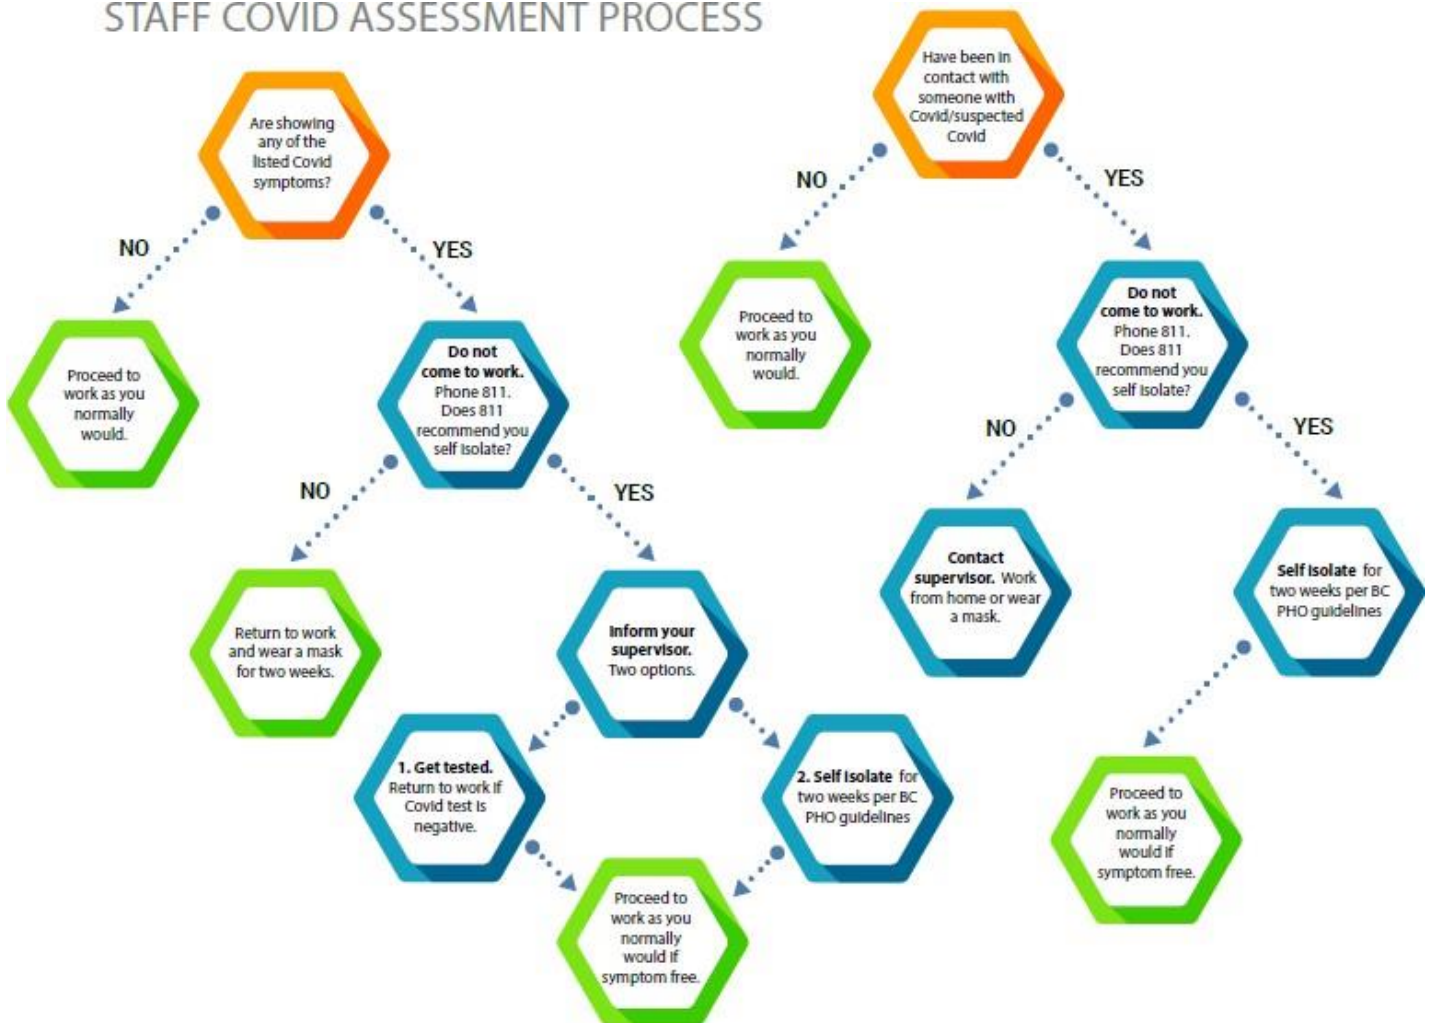 STAFF COVID ASSESSMENT PROCESS
Are showing
any of the
listed Covid
symptoms?
NO
YES
Proceed to
work as you
normally
would.
Do not
come to work.
Phone 811.
Does 811
recommend you
self isolate?
NO
YES
Return to work
and wear a mask
for two weeks.
Inform your
supervisor.
Two options.
1. Get tested.
Return to work if
Covid test is
negative.
2. Self isolate for
two weeks per BC
PHO guidelines
Proceed to
work as you
normally
would if
symptom free.
Have been in
contact with
someone with
Covid/suspected
Covid
NO
YES
Proceed to
work as you
normally
would.
Do not
come to work.
Phone 811.
Does 811
recommend you
self isolate?
NO
YES
Contact
supervisor. Work
from home or wear
a mask.
Self isolate for
two weeks per BC
PHO guidelines
Proceed to
work as you
normally
would if
symptom free.